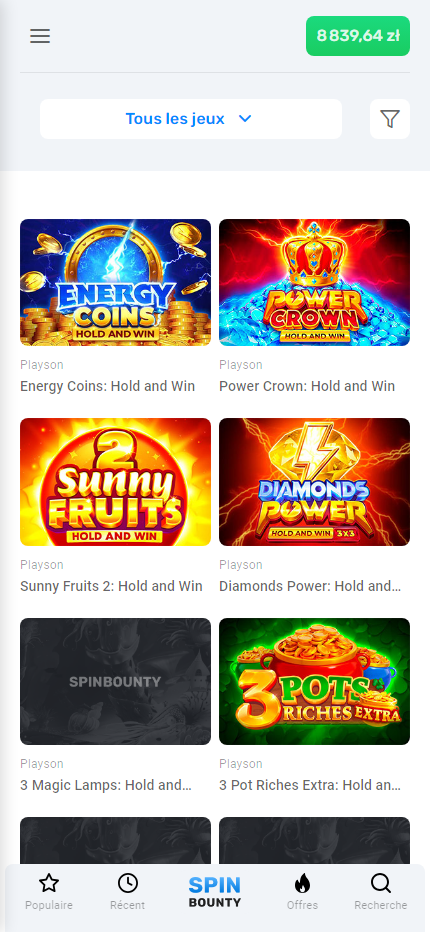 8 839,64 zł
Tous les jeux
ENERGY
COINS
HOLD AND WIN
POWER
CROWN
HOLD AND WIN
Playson
Playson
Energy Coins: Hold and Win
Power Crown: Hold and Win
2
Sunny
FRUITS
HOLD AND WIN
DIAMONDS
POWER
HOLD AND WIN 3X3
Playson
Playson
Sunny Fruits 2: Hold and Win
Diamonds Power: Hold and...
SPINBOUNTY
3 POTS
RICHES EXTRA
Playson
Playson
3 Magic Lamps: Hold and...
3 Pot Riches Extra: Hold an...
SPIN
BOUNTY
Populaire
Récent
Offres
Recherche